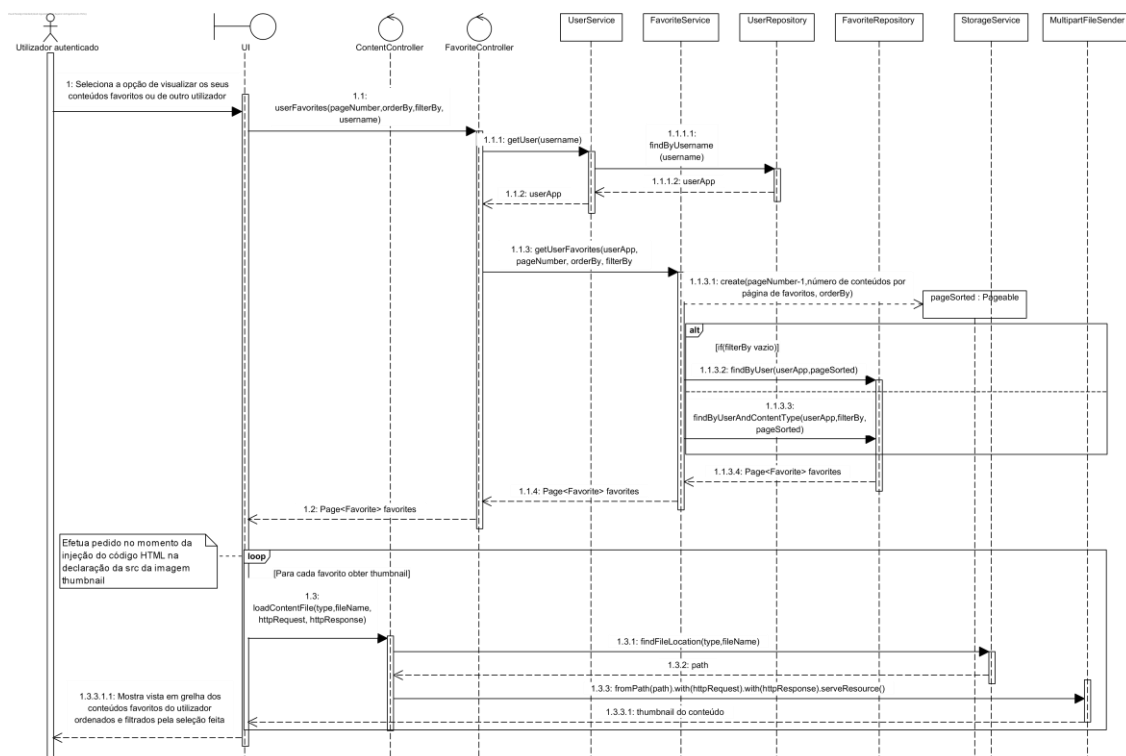 Utilizador autenticado
UI
ContentController
FavoriteController
UserService
FavoriteService
UserRepository
FavoriteRepository
StorageService
MultipartFileSender
1: Seleciona a opção de visualizar os seus
conteúdos favoritos ou de outro utilizador
1.1:
userFavorites(pageNumber,orderBy,filterBy,
username)
1.1.1: getUser(username)
1.1.1.1:
findByUsername
(username)
1.1.1.2: userApp
1.1.2: userApp
1.1.3: getUserFavorites(userApp,
pageNumber, orderBy, filterBy
1.1.3.1: create(pageNumber-1,número de conteúdos por
página de favoritos, orderBy)
pageSorted : Pageable
alt
[if(filterBy vazio)]
1.1.3.2: findByUser(userApp,pageSorted)
1.1.3.3:
findByUserAndContentType(userApp,filterBy,
pageSorted)
1.1.3.4: Page<Favorite> favorites
1.1.4: Page<Favorite> favorites
1.2: Page<Favorite> favorites
Efetua pedido no momento da
injeção do código HTML na
declaração da src da imagem
thumbnail
loop
[Para cada favorito obter thumbnail]
1.3:
loadContentFile(type,fileName,
httpRequest, httpResponse)
1.3.1: findFileLocation(type,fileName)
1.3.2: path
1.3.3: fromPath(path).with(httpRequest).with(httpResponse).serveResource()
1.3.3.1: thumbnail do conteúdo
1.3.3.1.1: Mostra vista em grelha dos
conteúdos favoritos do utilizador
ordenados e filtrados pela seleção feita